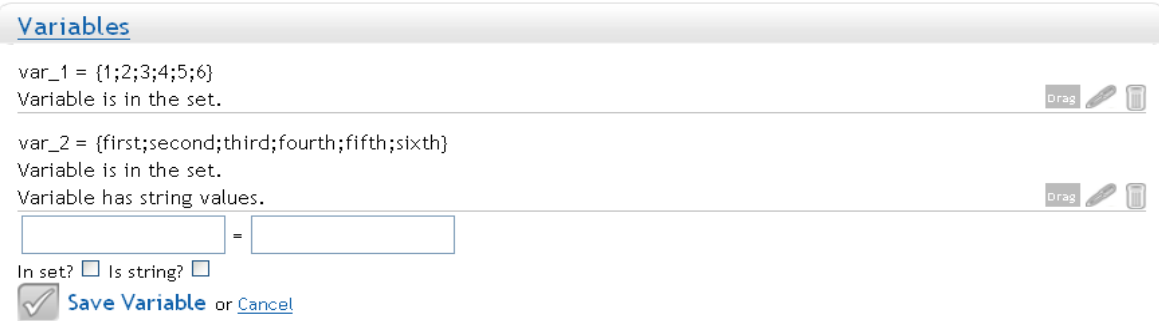 Variables
var_1 = {1;2;3;4;5;6}
Variable is in the set.
Drag
var_2 = {first;second;third;fourth;fifth;sixth}
Variable is in the set.
Variable has string values.
Drag
=
In set? Is string?
Save Variable or Cancel